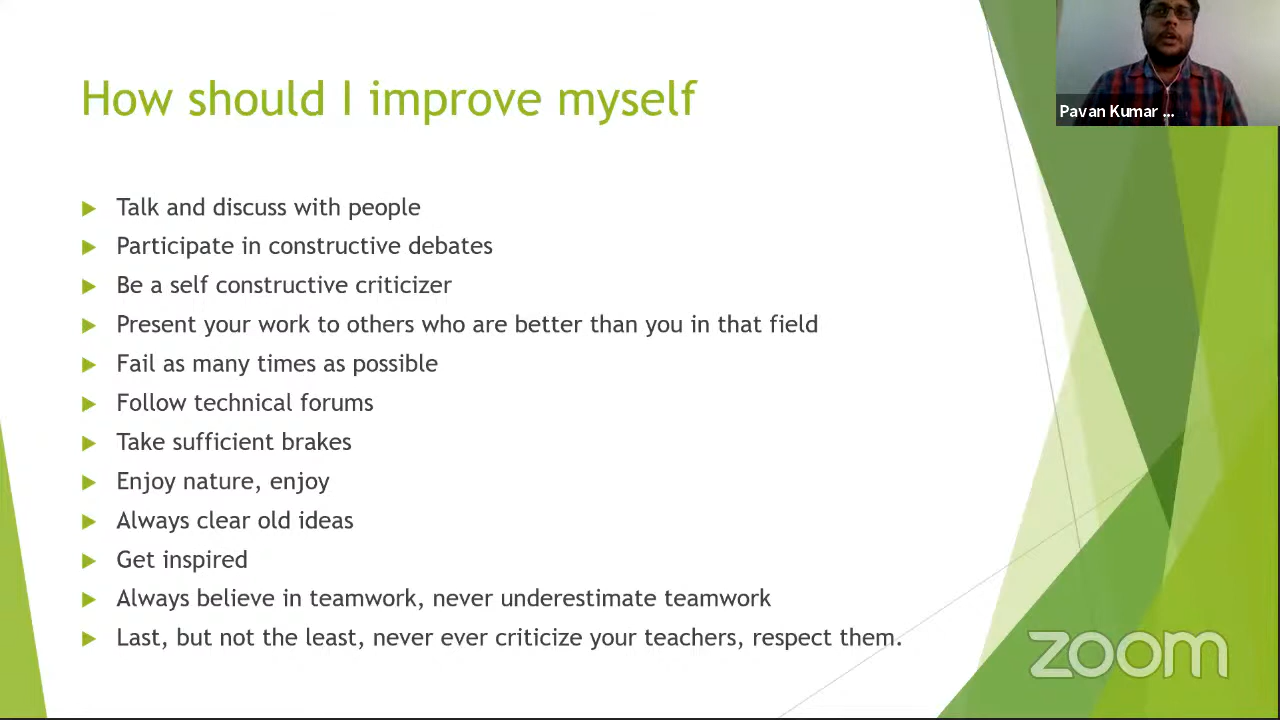 How should I improve myself
Talk and discuss with people
Participate in constructive debates
Be a self constructive criticizer
Present your work to others who are better than you in that field
Fail as many times as possible
Follow technical forums
Take sufficient brakes
Enjoy nature, enjoy
Always clear old ideas
Get inspired
Always believe in teamwork, never underestimate teamwork
Last, but not the least, never ever criticize your teachers, respect them.
Pavan Kumar ...
zoom